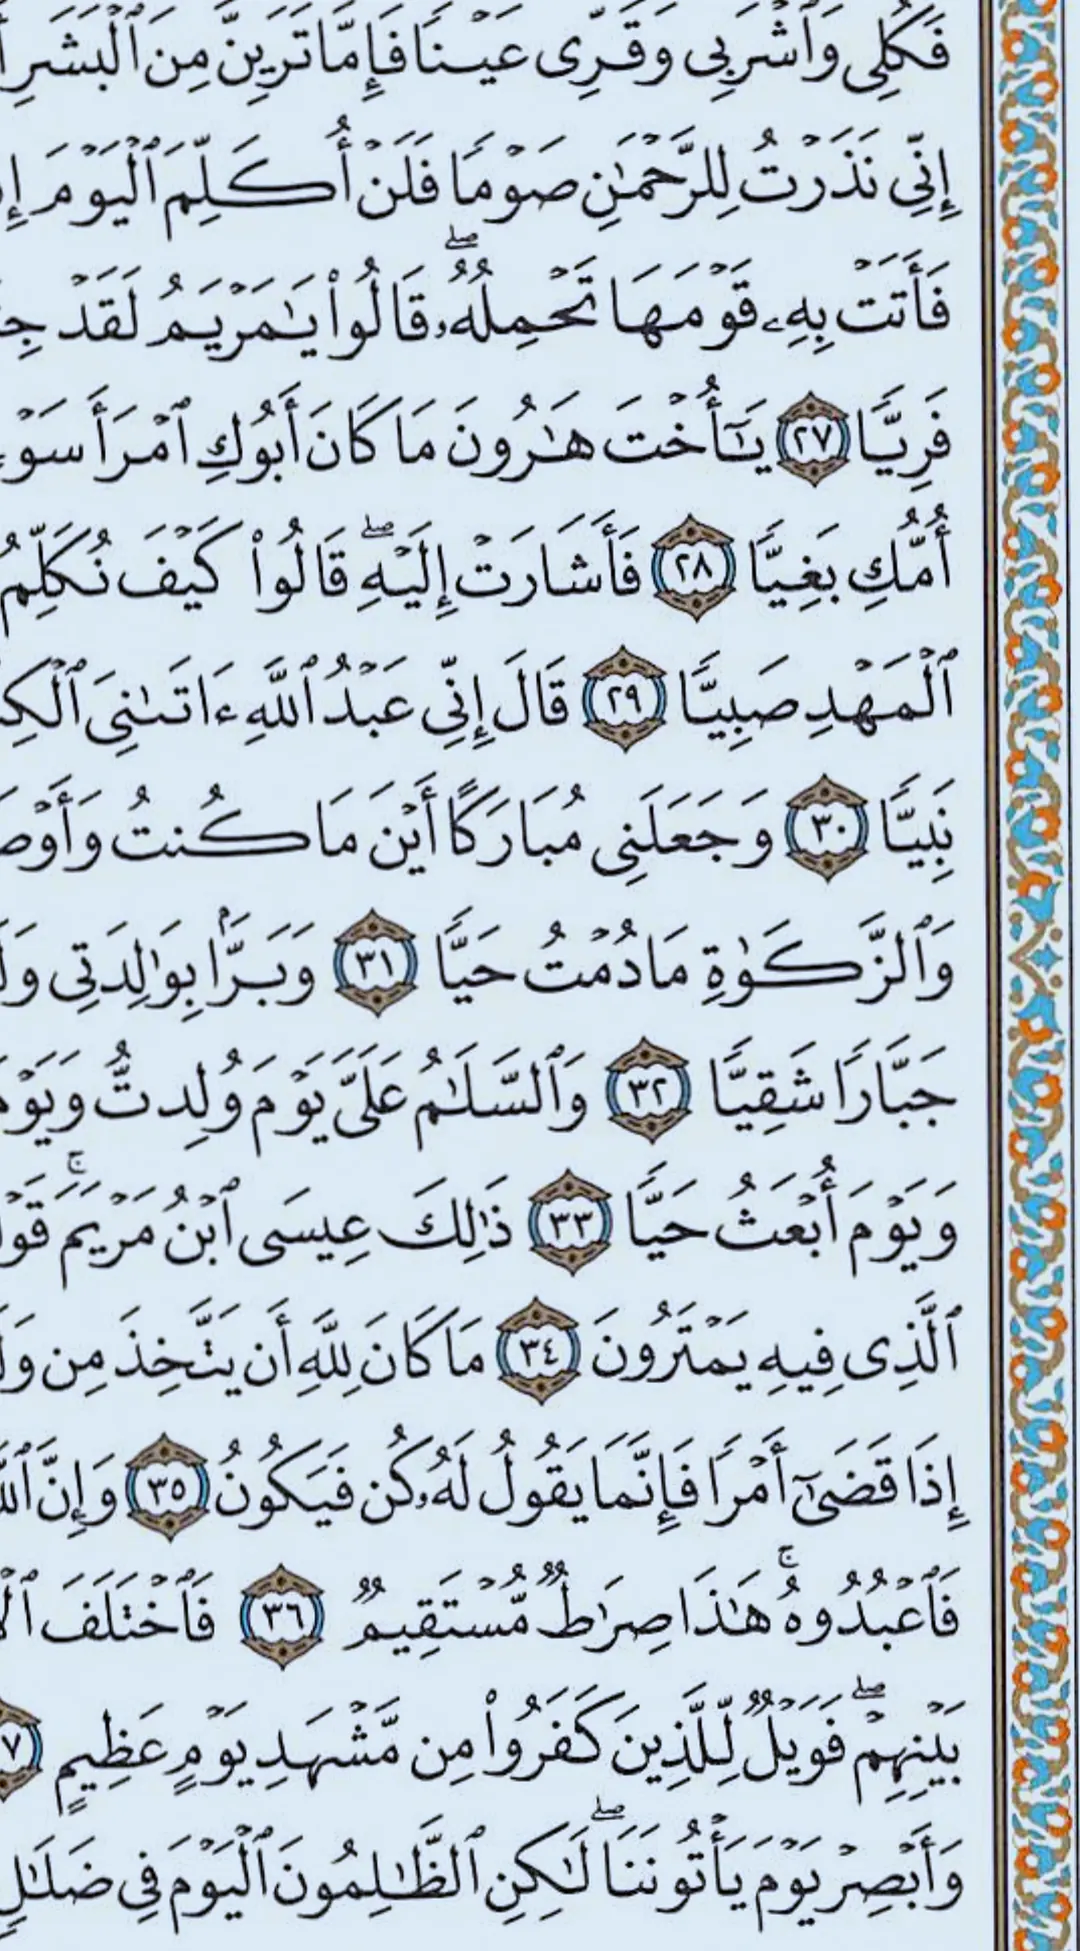 فَكُلِى وَٱشْرَبِى وَقَرِّى عَيْنًا فَإِمَّا تَرَيِنَّ مِنَ ٱلْبَشَرِ
إِنِّى نَذَرْتُ لِلرَّحْمَٰنِ صَوْمًا فَلَنْ أُكَلِّمَ ٱلْيَوْمَ
فَأَتَتْ بِهِۦ قَوْمَهَا تَحْمِلُهُۥ ۖ قَالُوا۟ يَٰمَرْيَمُ لَقَدْ
فَرِيًّا ٢٧ يَٰٓأُخْتَ هَٰرُونَ مَا كَانَ أَبُوكِ ٱمْرَأَ سَوْءٍ
أُمُّكِ بَغِيًّا ٢٨ فَأَشَارَتْ إِلَيْهِ ۖ قَالُوا۟ كَيْفَ نُكَلِّمُ
ٱلْمَهْدِ صَبِيًّا ٢٩ قَالَ إِنِّى عَبْدُ ٱللَّهِ ءَاتَىٰنِىَ
نَبِيًّا ٣٠ وَجَعَلَنِى مُبَارَكًا أَيْنَ مَا كُنتُ
وَٱلزَّكَوٰةِ مَا دُمْتُ حَيًّا ٣١ وَبَرًّۢا بِوَٰلِدَتِى
جَبَّارًا شَقِيًّا ٣٢ وَٱلسَّلَٰمُ عَلَىَّ يَوْمَ وُلِدتُّ
وَيَوْمَ أُبْعَثُ حَيًّا ٣٣ ذَٰلِكَ عِيسَى ٱبْنُ مَرْيَمَ ۚ
ٱلَّذِى فِيهِ يَمْتَرُونَ ٣٤ مَا كَانَ لِلَّهِ أَن يَتَّخِذَ مِن
إِذَا قَضَىٰٓ أَمْرًا فَإِنَّمَا يَقُولُ لَهُۥ كُن فَيَكُونُ ٣٥ وَإِنَّ
فَٱعْبُدُوهُ ۚ هَٰذَا صِرَٰطٌ مُّسْتَقِيمٌ ٣٦ فَٱخْتَلَفَ
بَيْنِهِمْ ۖ فَوَيْلٌ لِّلَّذِينَ كَفَرُوا۟ مِن مَّشْهَدِ يَوْمٍ عَظِيمٍ
وَأَبْصِرْ يَوْمَ يَأْتُونَنَا ۖ لَٰكِنِ ٱلظَّٰلِمُونَ ٱلْيَوْمَ فِى ضَلَٰلٍ